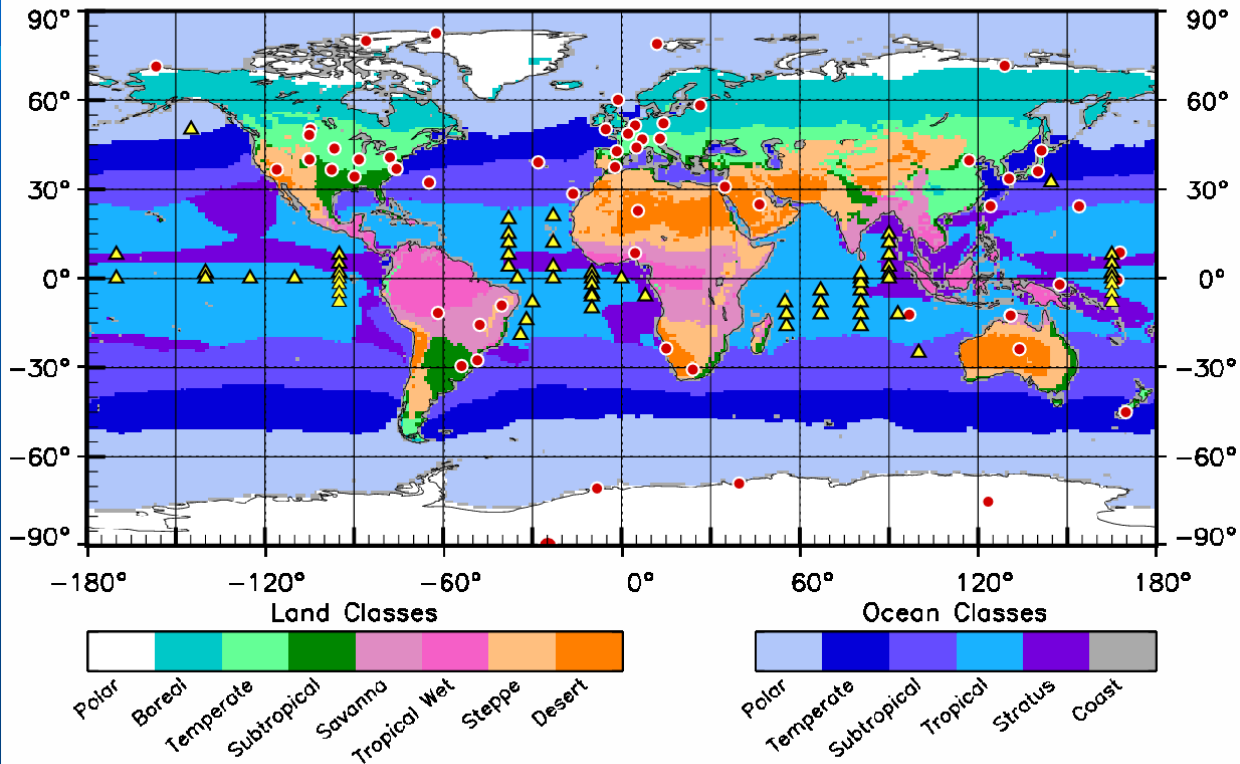 90° 90°
60° 60°
30° 30°
0° 0°
−30° −30°
−60° −60°
−90° −90°
−180° −120° −60° 0° 60° 120° 180°
Land Classes Ocean Classes
Polar Boreal Temperate Subtropical Savanna Tropical Wet Steppe Desert Polar Temperate Subtropical Tropical Stratus Coast